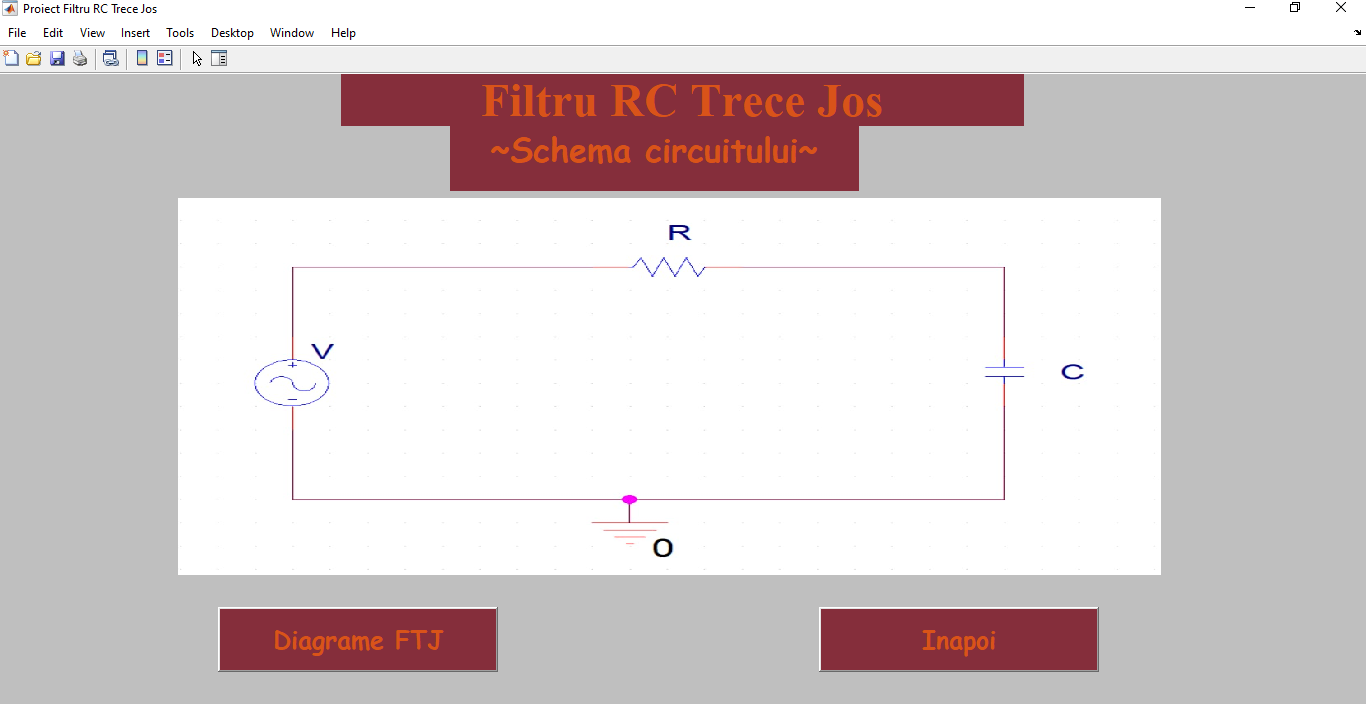 Proiect Filtru RC Trece Jos
File Edit View Insert Tools Desktop Window Help
Filtru RC Trece Jos
~Schema circuitului~
R
V
C
0
Diagrame FTJ
Inapoi